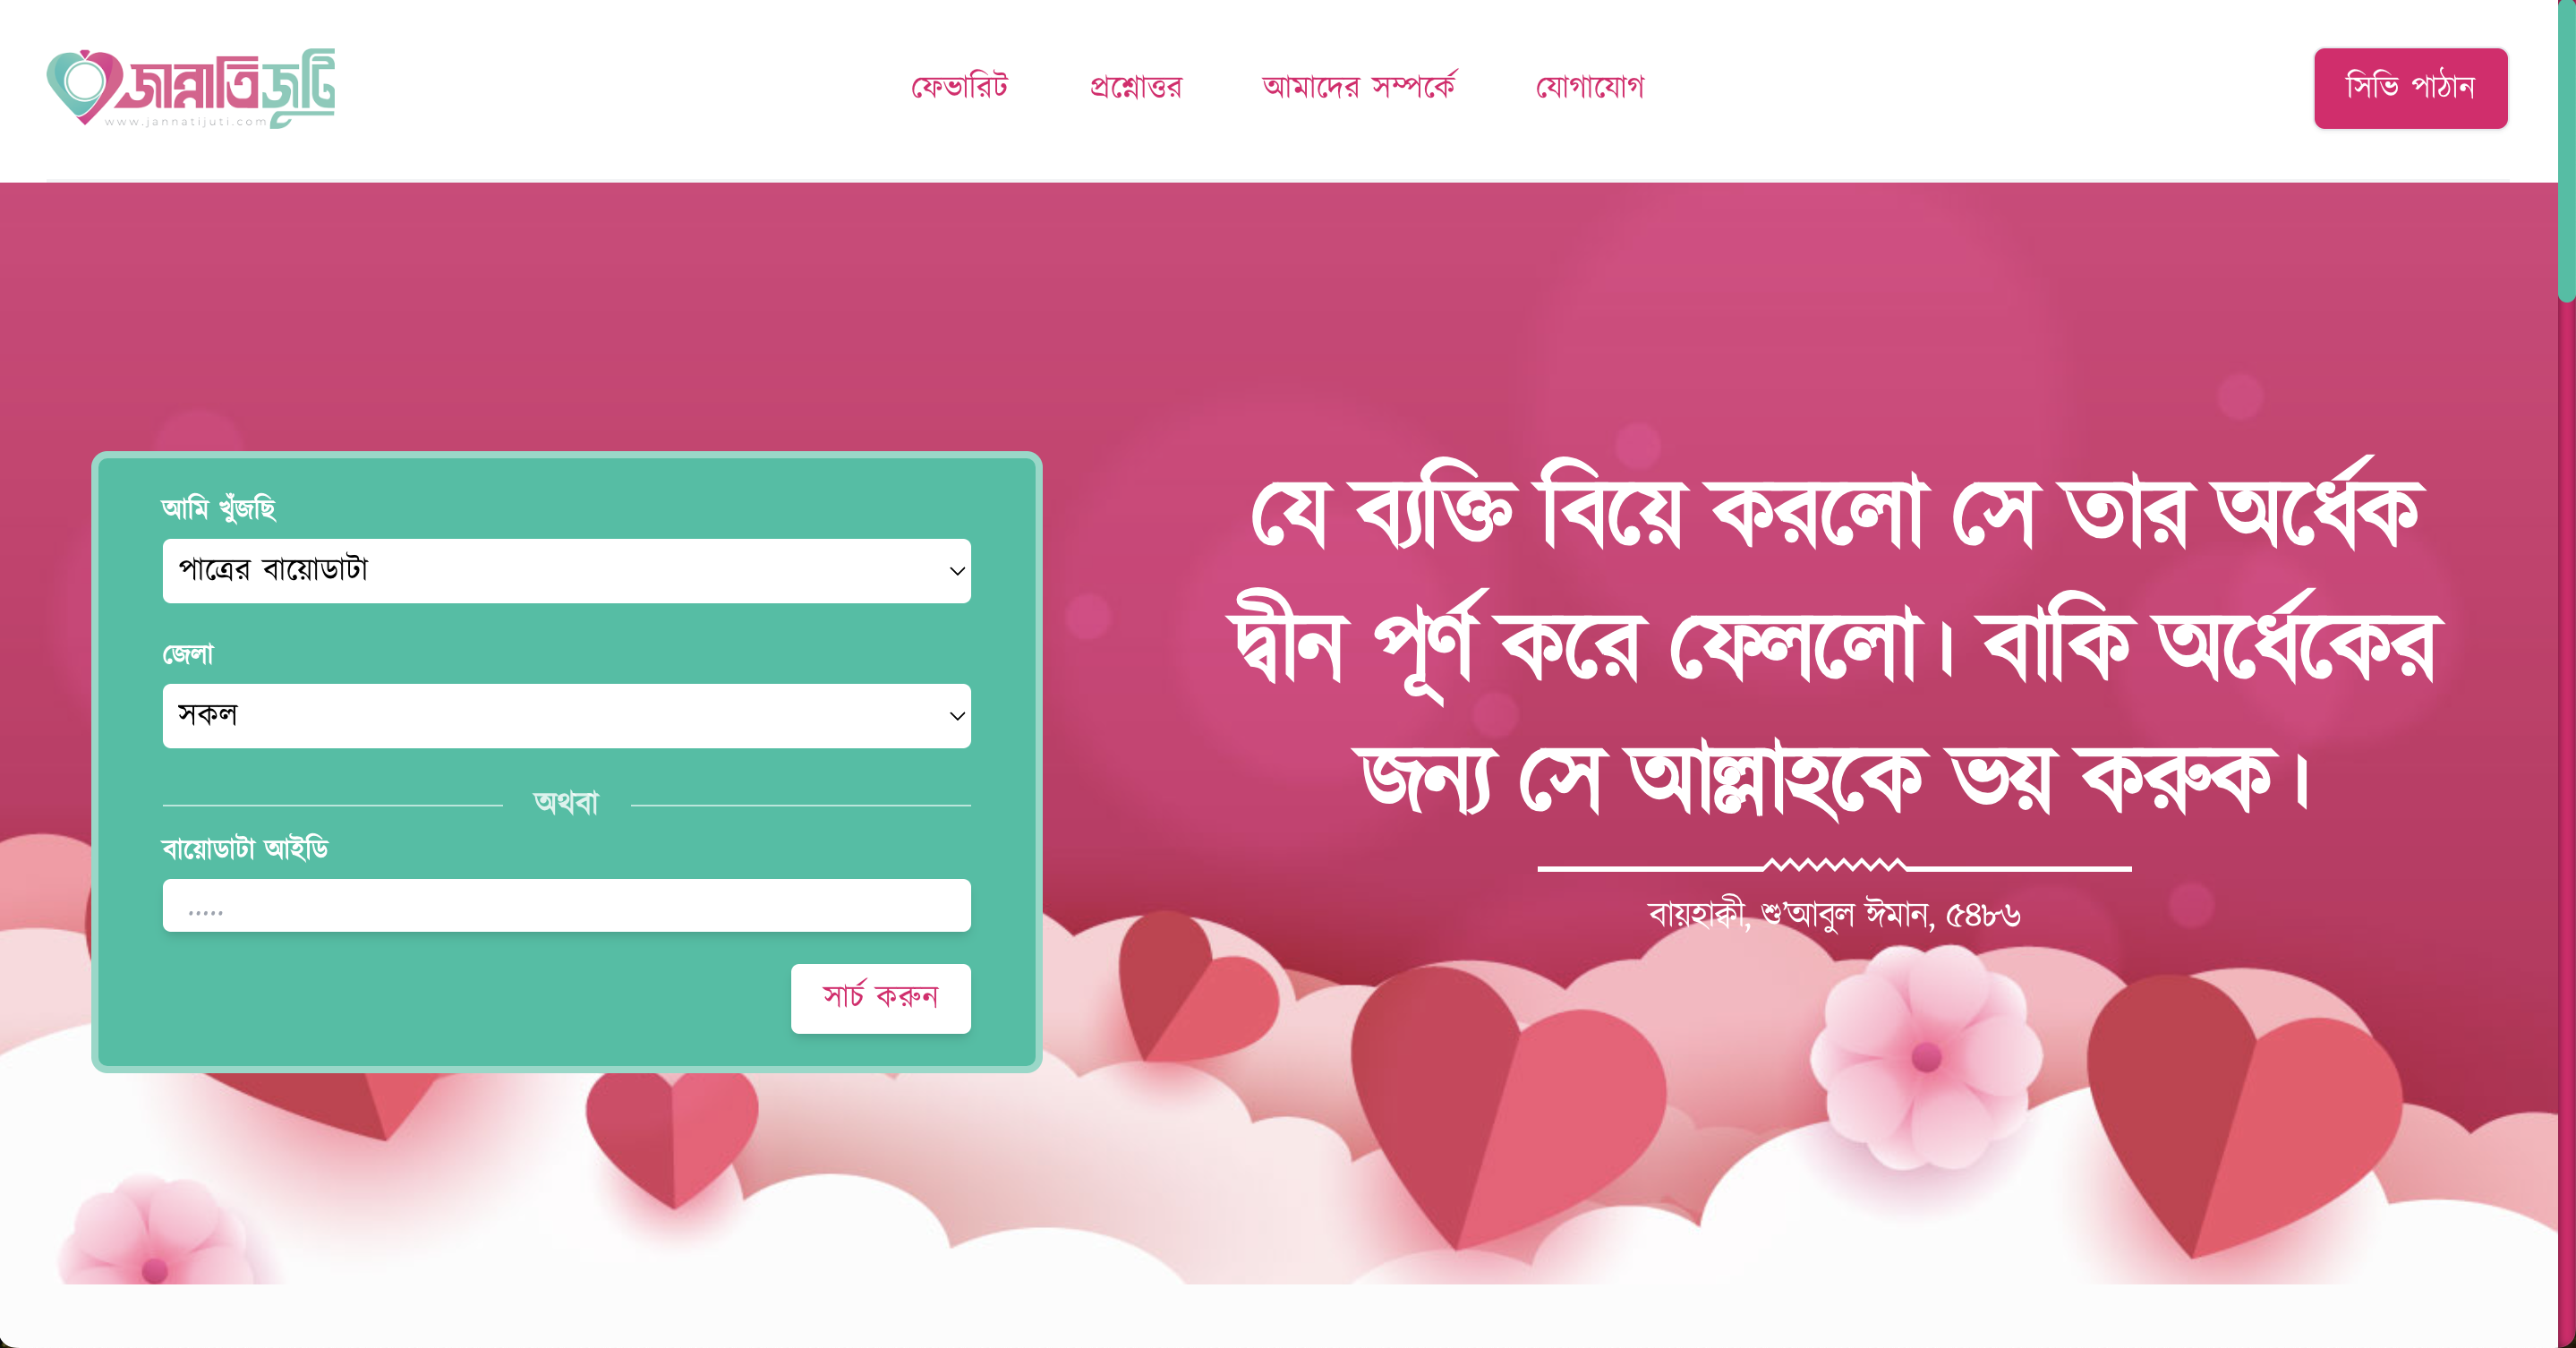 জান্নাতিজুটি
www.jannatijuti.com
ফেভারিট প্রশ্নোত্তর আমাদের সম্পর্কে যোগাযোগ
সিভি পাঠান
আমি খুঁজছি
পাত্রের বায়োডাটা
জেলা
সকল
অথবা
বায়োডাটা আইডি
.....
সার্চ করুন
যে ব্যক্তি বিয়ে করলো সে তার অর্ধেক
দ্বীন পূর্ণ করে ফেললো। বাকি অর্ধেকের
জন্য সে আল্লাহকে ভয় করুক।
বায়হাক্বী, শু’আবুল ঈমান, ৫৪৮৬